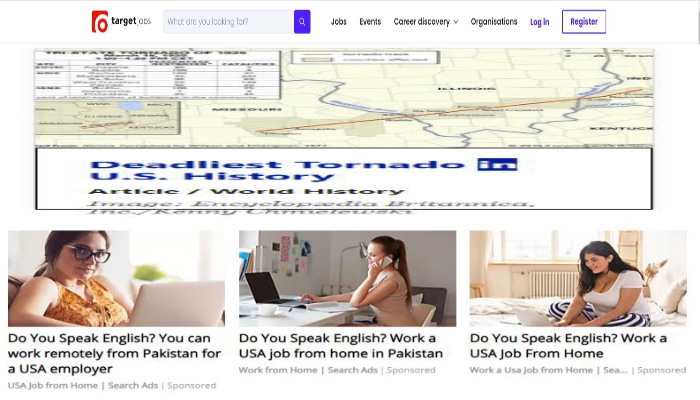 targetjobs
What are you looking for?
Jobs Events Career discovery Organisations Log in Register
TRI-STATE TORNADO OF 1925
ILLINOIS
MISSOURI
KENTUCK
Deadliest Tornado in
U.S. History
Article / World History
Image: Encyclopædia Britannica,
Inc./Kenny Chmielewski
Do You Speak English? You can
work remotely from Pakistan for
a USA employer
USA Job from Home | Search Ads | Sponsored
Do You Speak English? Work a
USA job from home in Pakistan
Work from Home | Search Ads | Sponsored
Do You Speak English? Work a
USA Job From Home
Work a Usa Job from Home | Sea... | Sponsored